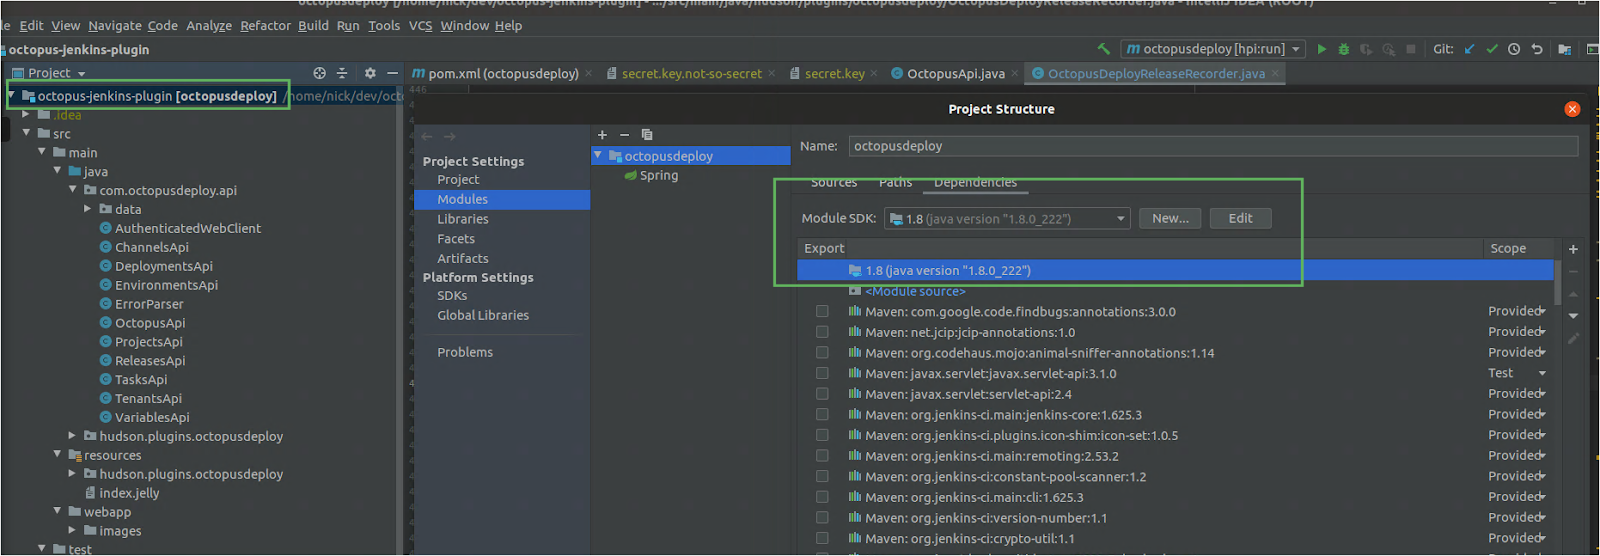 octopusdeploy [/home/nick/dev/octopus-jenkins-plugin] - .../src/main/java/hudson/plugins/octopusdeploy/OctopusDeployReleaseRecorder.java - IntelliJ IDEA (ROOT)
Edit View Navigate Code Analyze Refactor Build Run Tools VCS Window Help
octopus-jenkins-plugin
octopusdeploy [hpi:run]
Git:
Project
pom.xml (octopusdeploy)
secret.key.not-so-secret
secret.key
OctopusApi.java
OctopusDeployReleaseRecorder.java
octopus-jenkins-plugin [octopusdeploy] /home/nick/dev/octo
446
.idea
src
main
java
com.octopusdeploy.api
data
AuthenticatedWebClient
ChannelsApi
DeploymentsApi
EnvironmentsApi
ErrorParser
OctopusApi
ProjectsApi
ReleasesApi
TasksApi
TenantsApi
VariablesApi
hudson.plugins.octopusdeploy
resources
hudson.plugins.octopusdeploy
index.jelly
webapp
images
test
Project Structure
Project Settings
Project
Modules
Libraries
Facets
Artifacts
Platform Settings
SDKs
Global Libraries
Problems
octopusdeploy
Spring
Name: octopusdeploy
Sources Paths Dependencies
Module SDK: 1.8 (java version "1.8.0_222") New... Edit
Export Scope
1.8 (java version "1.8.0_222")
<Module source>
Maven: com.google.code.findbugs:annotations:3.0.0 Provided
Maven: net.jcip:jcip-annotations:1.0 Provided
Maven: org.codehaus.mojo:animal-sniffer-annotations:1.14 Provided
Maven: javax.servlet:javax.servlet-api:3.1.0 Test
Maven: javax.servlet:servlet-api:2.4 Provided
Maven: org.jenkins-ci.main:jenkins-core:1.625.3 Provided
Maven: org.jenkins-ci.plugins.icon-shim:icon-set:1.0.5 Provided
Maven: org.jenkins-ci.main:remoting:2.53.2 Provided
Maven: org.jenkins-ci:constant-pool-scanner:1.2 Provided
Maven: org.jenkins-ci.main:cli:1.625.3 Provided
Maven: org.jenkins-ci:version-number:1.1 Provided
Maven: org.jenkins-ci:crypto-util:1.1 Provided